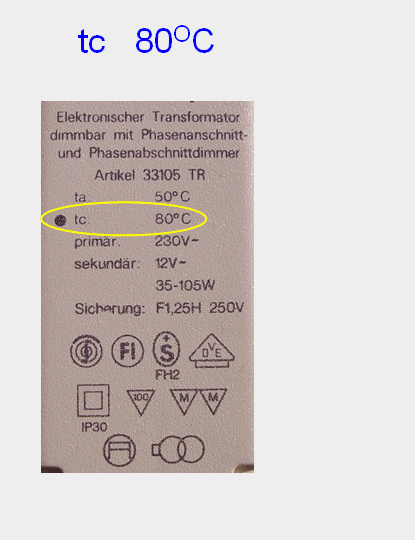 tc 80°C
Elektronischer Transformator
dimmbar mit Phasenanschnitt-
und Phasenabschnittdimmer
Artikel 33105 TR
ta 50°C
tc: 80°C
primär: 230V~
sekundär: 12V~
35-105W
Sicherung: F1,25H 250V
FI + S DVE
FH2
100 M M
IP30